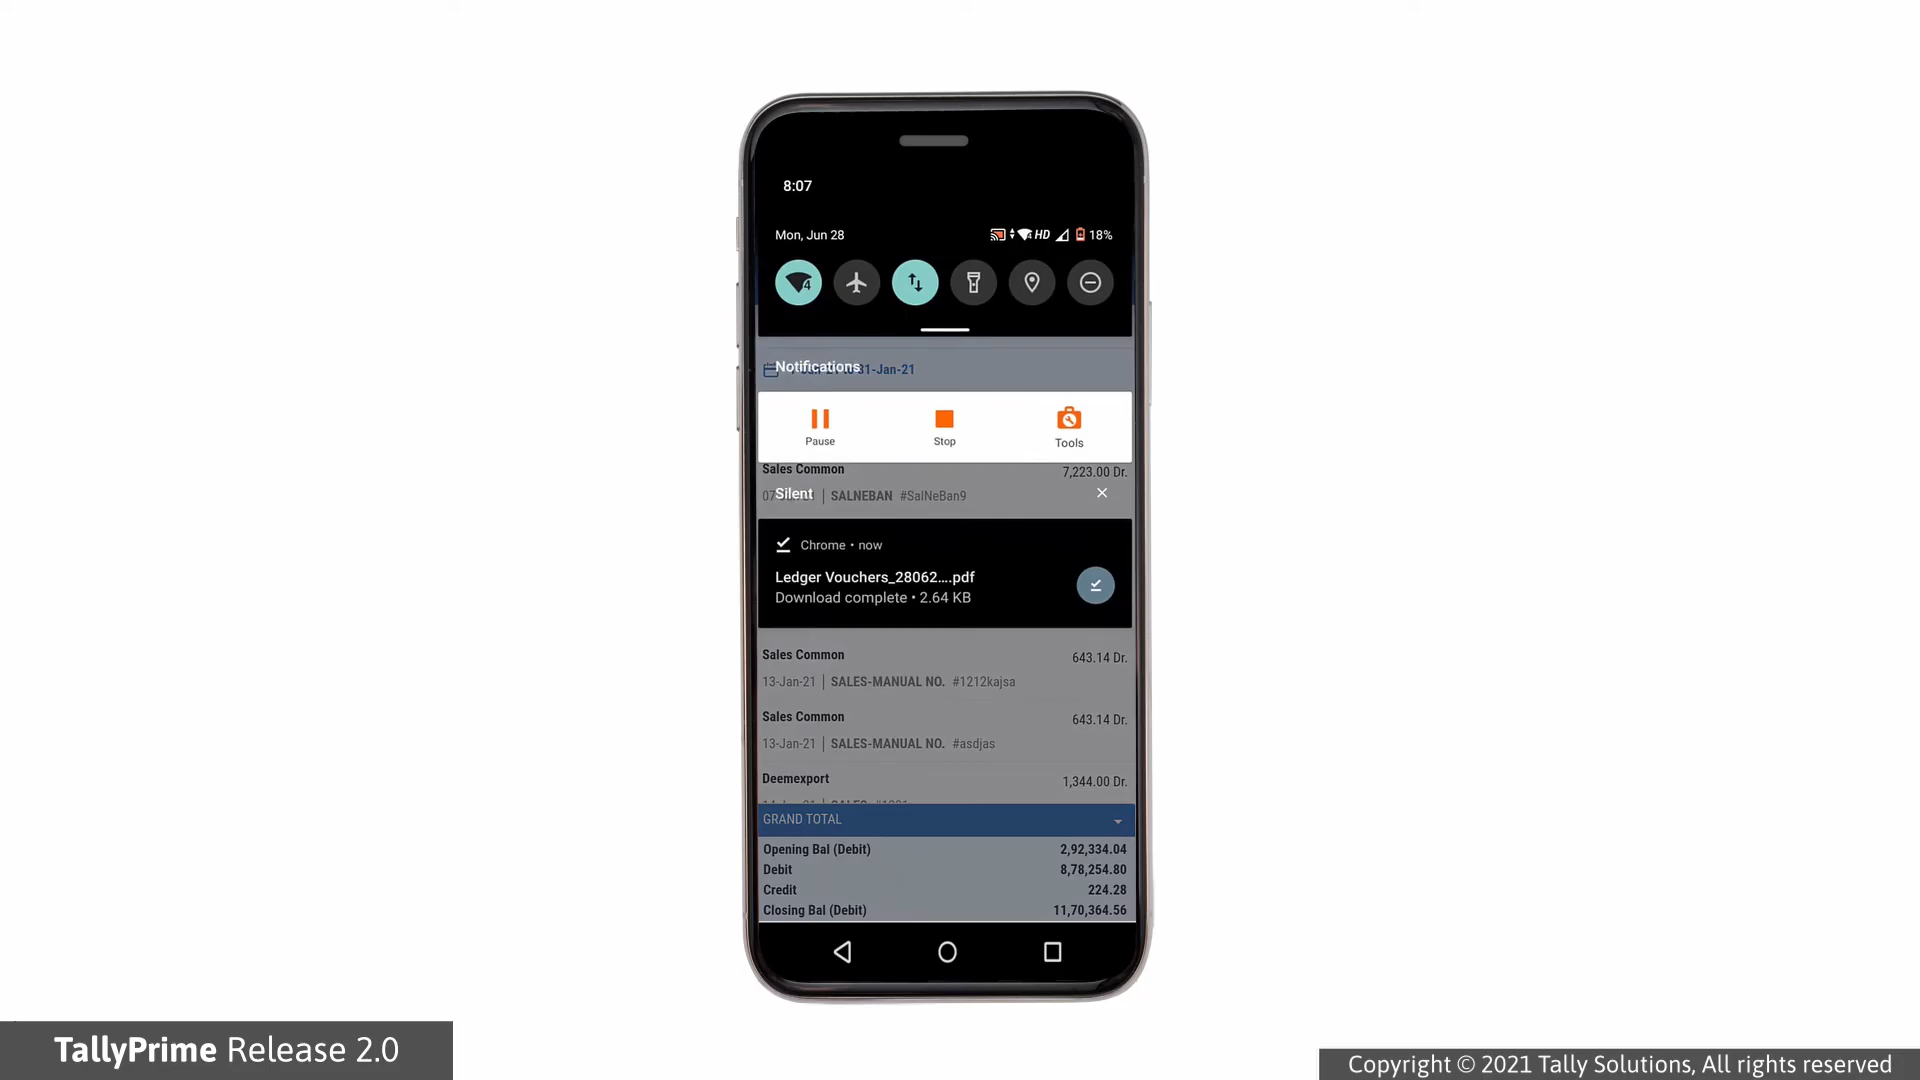 8:07
Mon, Jun 28
HD
18%
Notifications
31-Jan-21
Pause
Stop
Tools
Sales Common
7,223.00 Dr.
07
SALNEBAN #SalNeBan9
Silent
Chrome • now
Ledger Vouchers_28062....pdf
Download complete • 2.64 KB
Sales Common
643.14 Dr.
13-Jan-21 | SALES-MANUAL NO. #1212kajsa
Sales Common
643.14 Dr.
13-Jan-21 | SALES-MANUAL NO. #asdjas
Deemexport
1,344.00 Dr.
GRAND TOTAL
Opening Bal (Debit) 2,92,334.04
Debit 8,78,254.80
Credit 224.28
Closing Bal (Debit) 11,70,364.56
TallyPrime Release 2.0
Copyright © 2021 Tally Solutions, All rights reserved